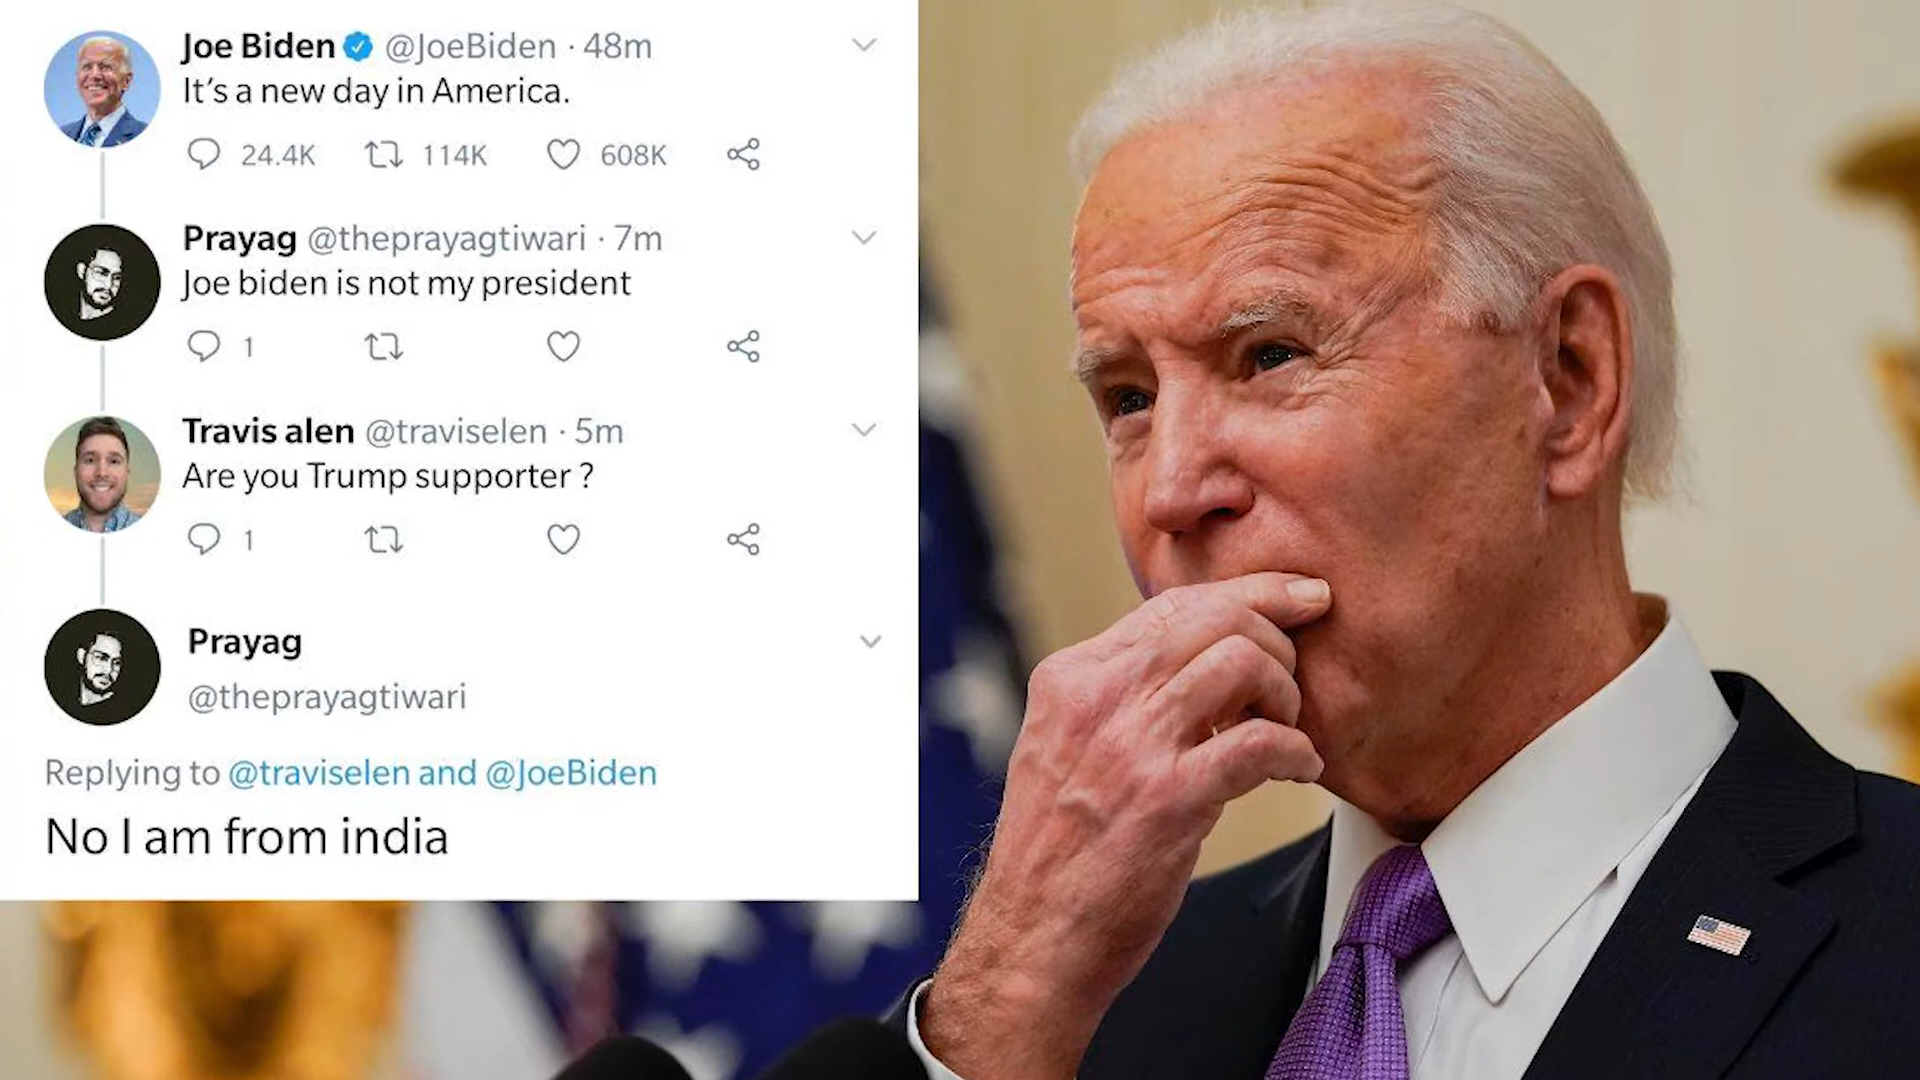 Joe Biden @JoeBiden · 48m
It's a new day in America.
24.4K 114K 608K
Prayag @theprayagtiwari · 7m
Joe biden is not my president
1
Travis alen @traviselen · 5m
Are you Trump supporter ?
1
Prayag
@theprayagtiwari
Replying to @traviselen and @JoeBiden
No I am from india